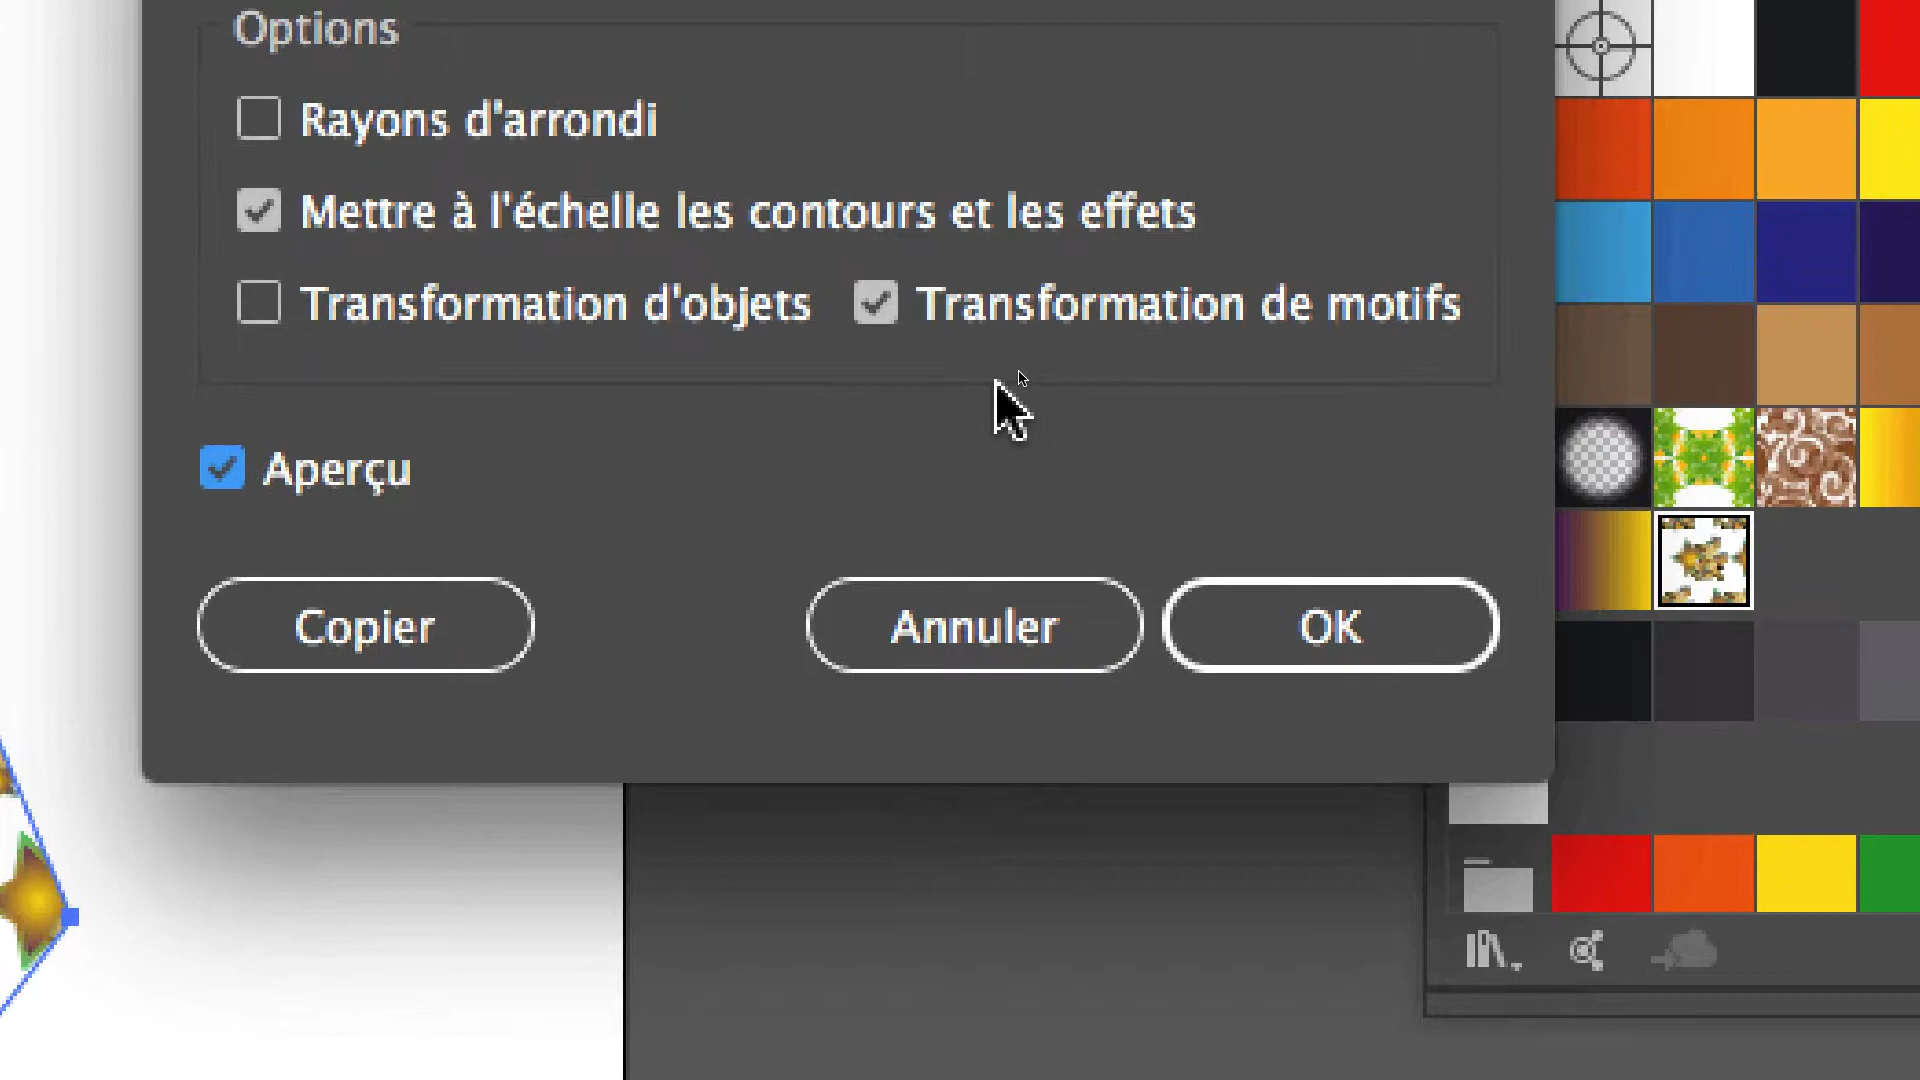 Options
Rayons d'arrondi
Mettre à l'échelle les contours et les effets
Transformation d'objets Transformation de motifs
Aperçu
Copier Annuler OK